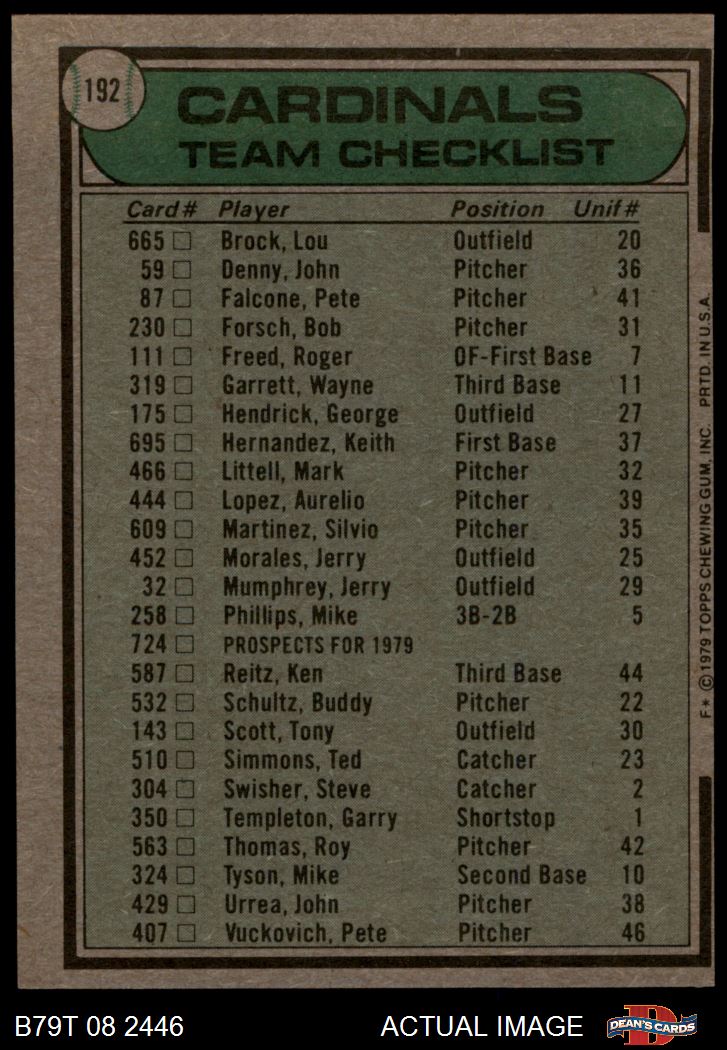 192
CARDINALS
TEAM CHECKLIST
Card # Player Position Unif #
665 □ Brock, Lou Outfield 20
59 □ Denny, John Pitcher 36
87 □ Falcone, Pete Pitcher 41
230 □ Forsch, Bob Pitcher 31
111 □ Freed, Roger OF-First Base 7
319 □ Garrett, Wayne Third Base 11
175 □ Hendrick, George Outfield 27
695 □ Hernandez, Keith First Base 37
466 □ Littell, Mark Pitcher 32
444 □ Lopez, Aurelio Pitcher 39
609 □ Martinez, Silvio Pitcher 35
452 □ Morales, Jerry Outfield 25
32 □ Mumphrey, Jerry Outfield 29
258 □ Phillips, Mike 3B-2B 5
724 □ PROSPECTS FOR 1979
587 □ Reitz, Ken Third Base 44
532 □ Schultz, Buddy Pitcher 22
143 □ Scott, Tony Outfield 30
510 □ Simmons, Ted Catcher 23
304 □ Swisher, Steve Catcher 2
350 □ Templeton, Garry Shortstop 1
563 □ Thomas, Roy Pitcher 42
324 □ Tyson, Mike Second Base 10
429 □ Urrea, John Pitcher 38
407 □ Vuckovich, Pete Pitcher 46
F* © 1979 TOPPS CHEWING GUM, INC. PRTD. IN U.S.A.
B79T 08 2446 ACTUAL IMAGE DEAN'S CARDS